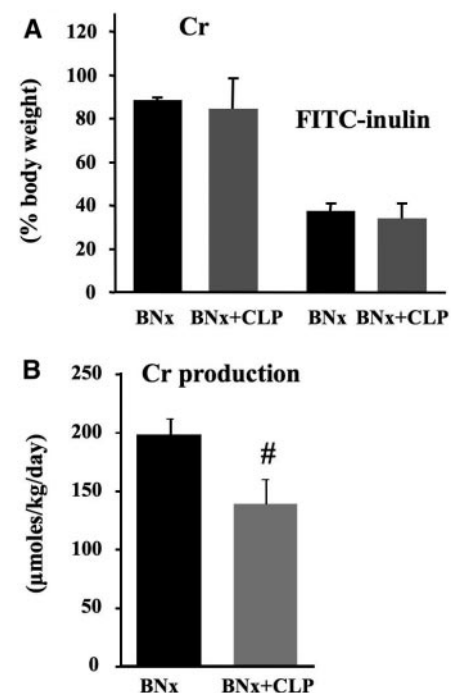 A
Cr
120
100
80
60
40
20
0
(% body weight)
FITC-inulin
BNx BNx+CLP BNx BNx+CLP
B
Cr production
250
200
150
100
50
0
(μmoles/kg/day)
#
BNx BNx+CLP